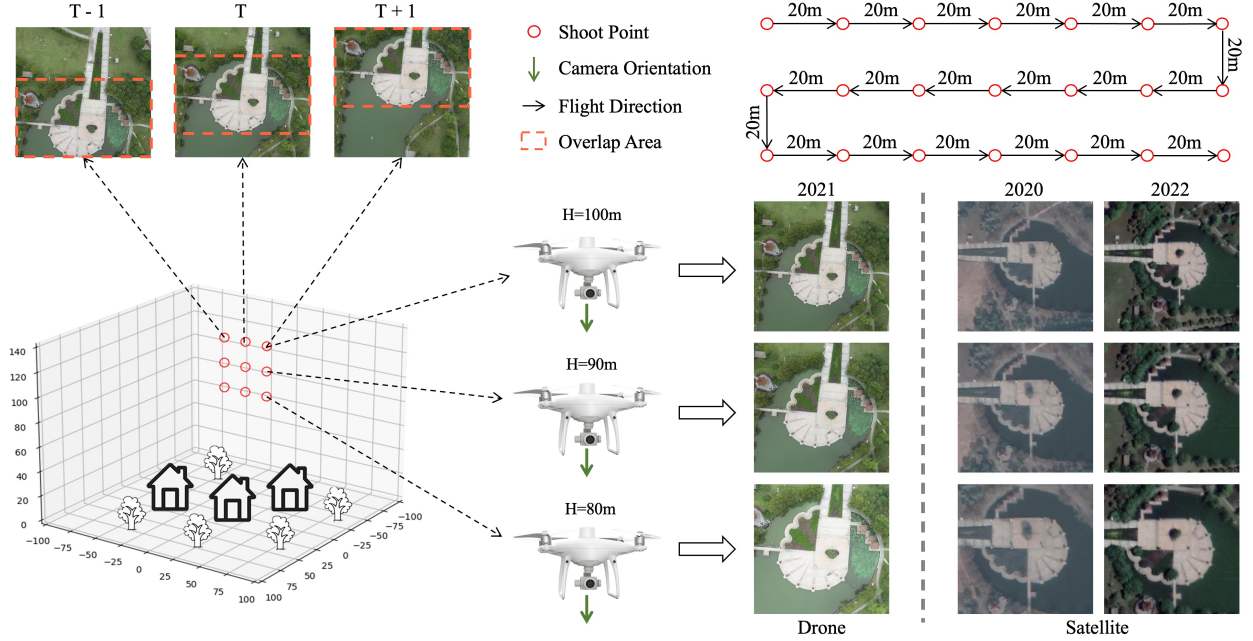 T - 1 T T + 1
Shoot Point
Camera Orientation
Flight Direction
Overlap Area
20m 20m 20m 20m 20m 20m
20m
20m 20m 20m 20m 20m 20m
20m
20m 20m 20m 20m 20m 20m
2021 2020 2022
H=100m
H=90m
H=80m
140
120
100
80
60
40
20
0
−100 −75 −50 −25 0 25 50 75 100
100 75 50 25 0 −25 −50 −75 −100
Drone Satellite